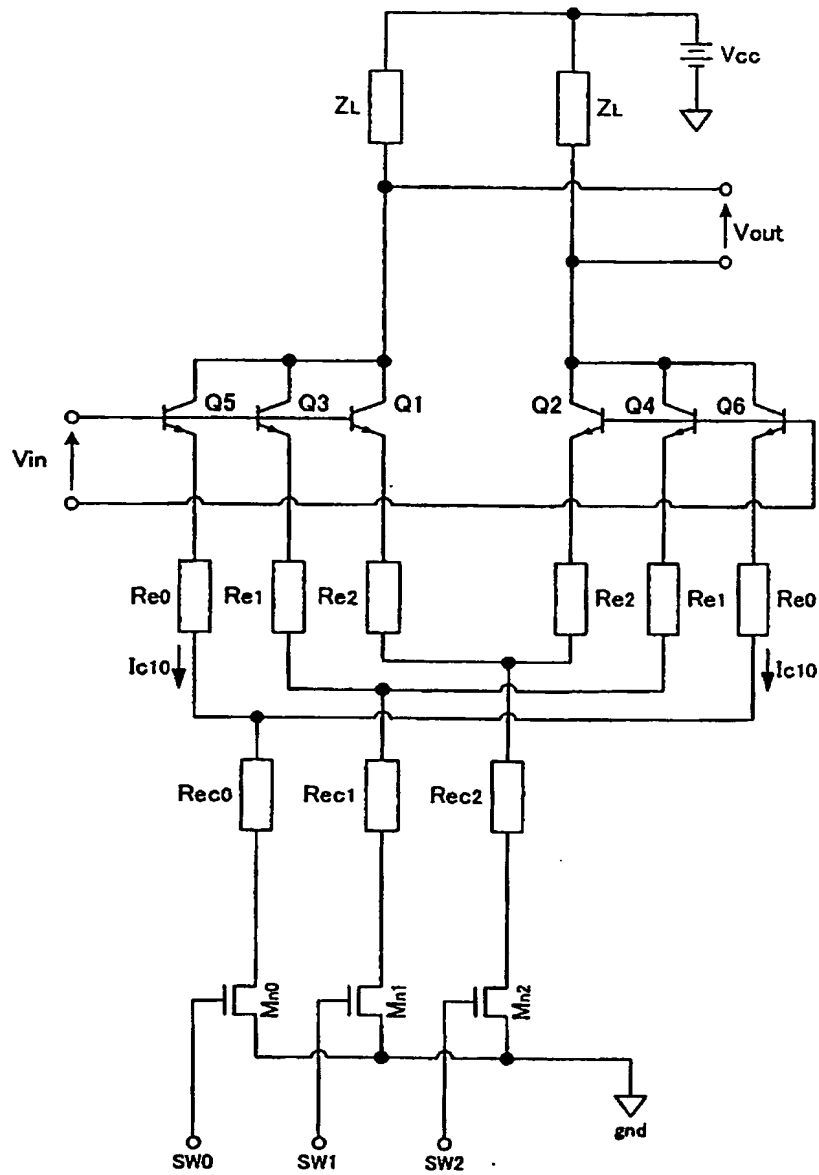 Vcc
ZL ZL
Vout
Q5 Q3 Q1 Q2 Q4 Q6
Vin
Re0 Re1 Re2 Re2 Re1 Re0
Ic10 Ic10
Rec0 Rec1 Rec2
Mn0 Mn1 Mn2
gnd
SW0 SW1 SW2